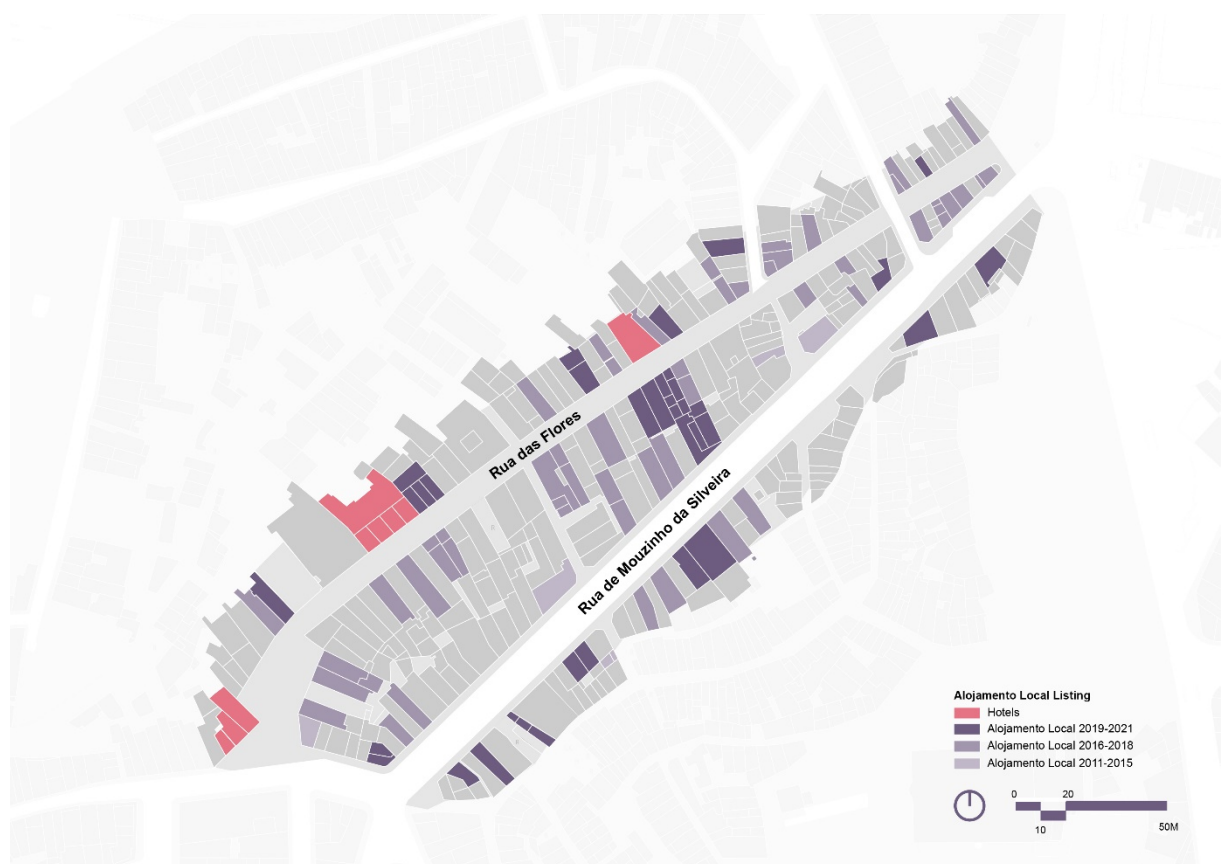 Rua das Flores
Rua de Mouzinho da Silveira
Alojamento Local Listing
Hotels
Alojamento Local 2019-2021
Alojamento Local 2016-2018
Alojamento Local 2011-2015
0 20
10 50M